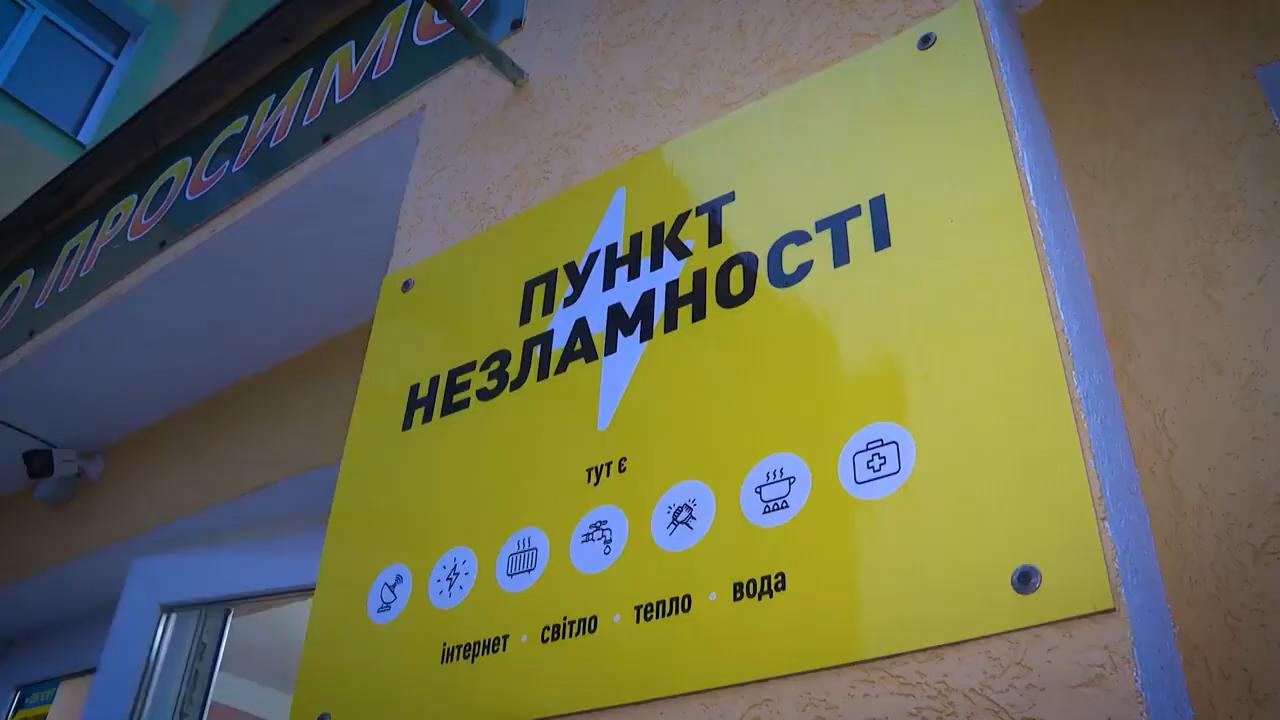 О ПРОСИМО
ПУНКТ
НЕЗЛАМНОСТІ
тут є
інтернет · світло · тепло · вода